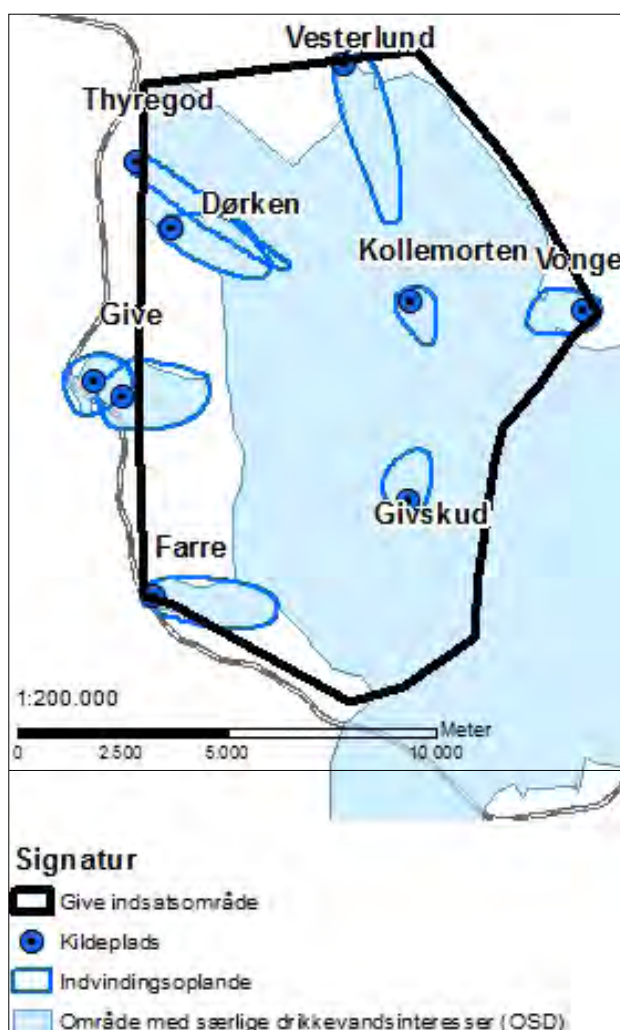 Vesterlund
Thyregod
Dørken
Kollemorten
Vonge
Give
Givskud
Farre
1:200.000
Meter
0 2.500 5.000 10 000
Signatur
Give indsatsområde
Kildeplads
Indvindingsoplande
Område med særlige drikkevandsinteresser (OSD)